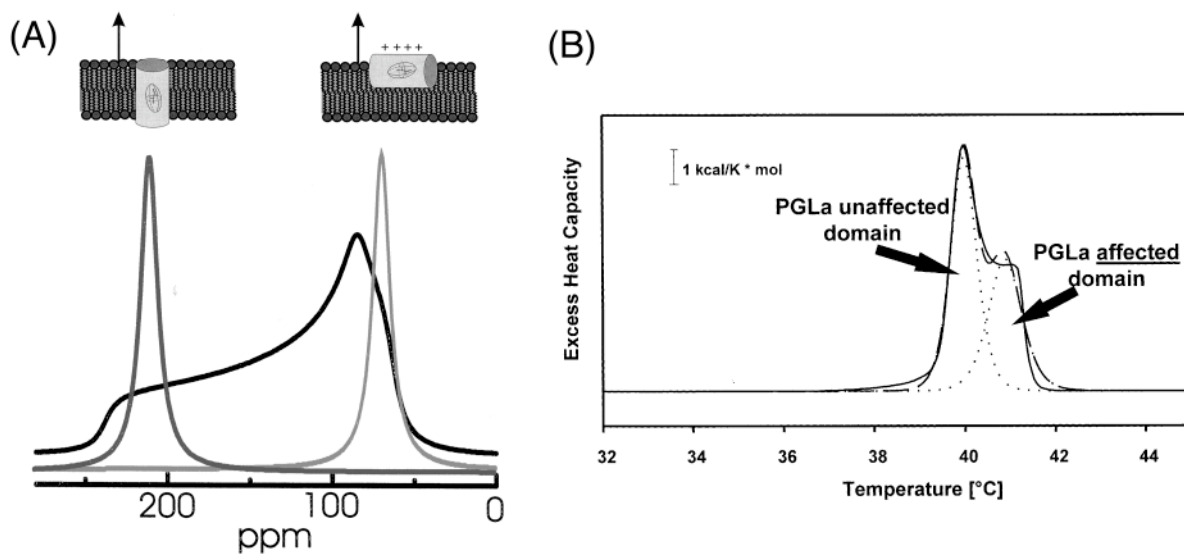 (A)
++++
200
100
0
ppm
(B)
1 kcal/K * mol
PGLa unaffected
domain
PGLa affected
domain
Excess Heat Capacity
32
34
36
38
40
42
44
Temperature [°C]